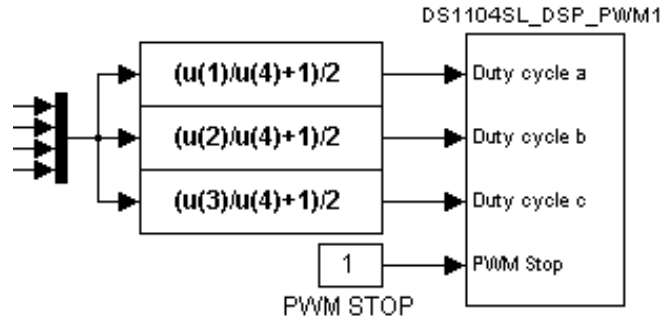 DS1104SL_DSP_PWM1
(u(1)/u(4)+1)/2
Duty cycle a
(u(2)/u(4)+1)/2
Duty cycle b
(u(3)/u(4)+1)/2
Duty cycle c
1
PWM Stop
PWM STOP